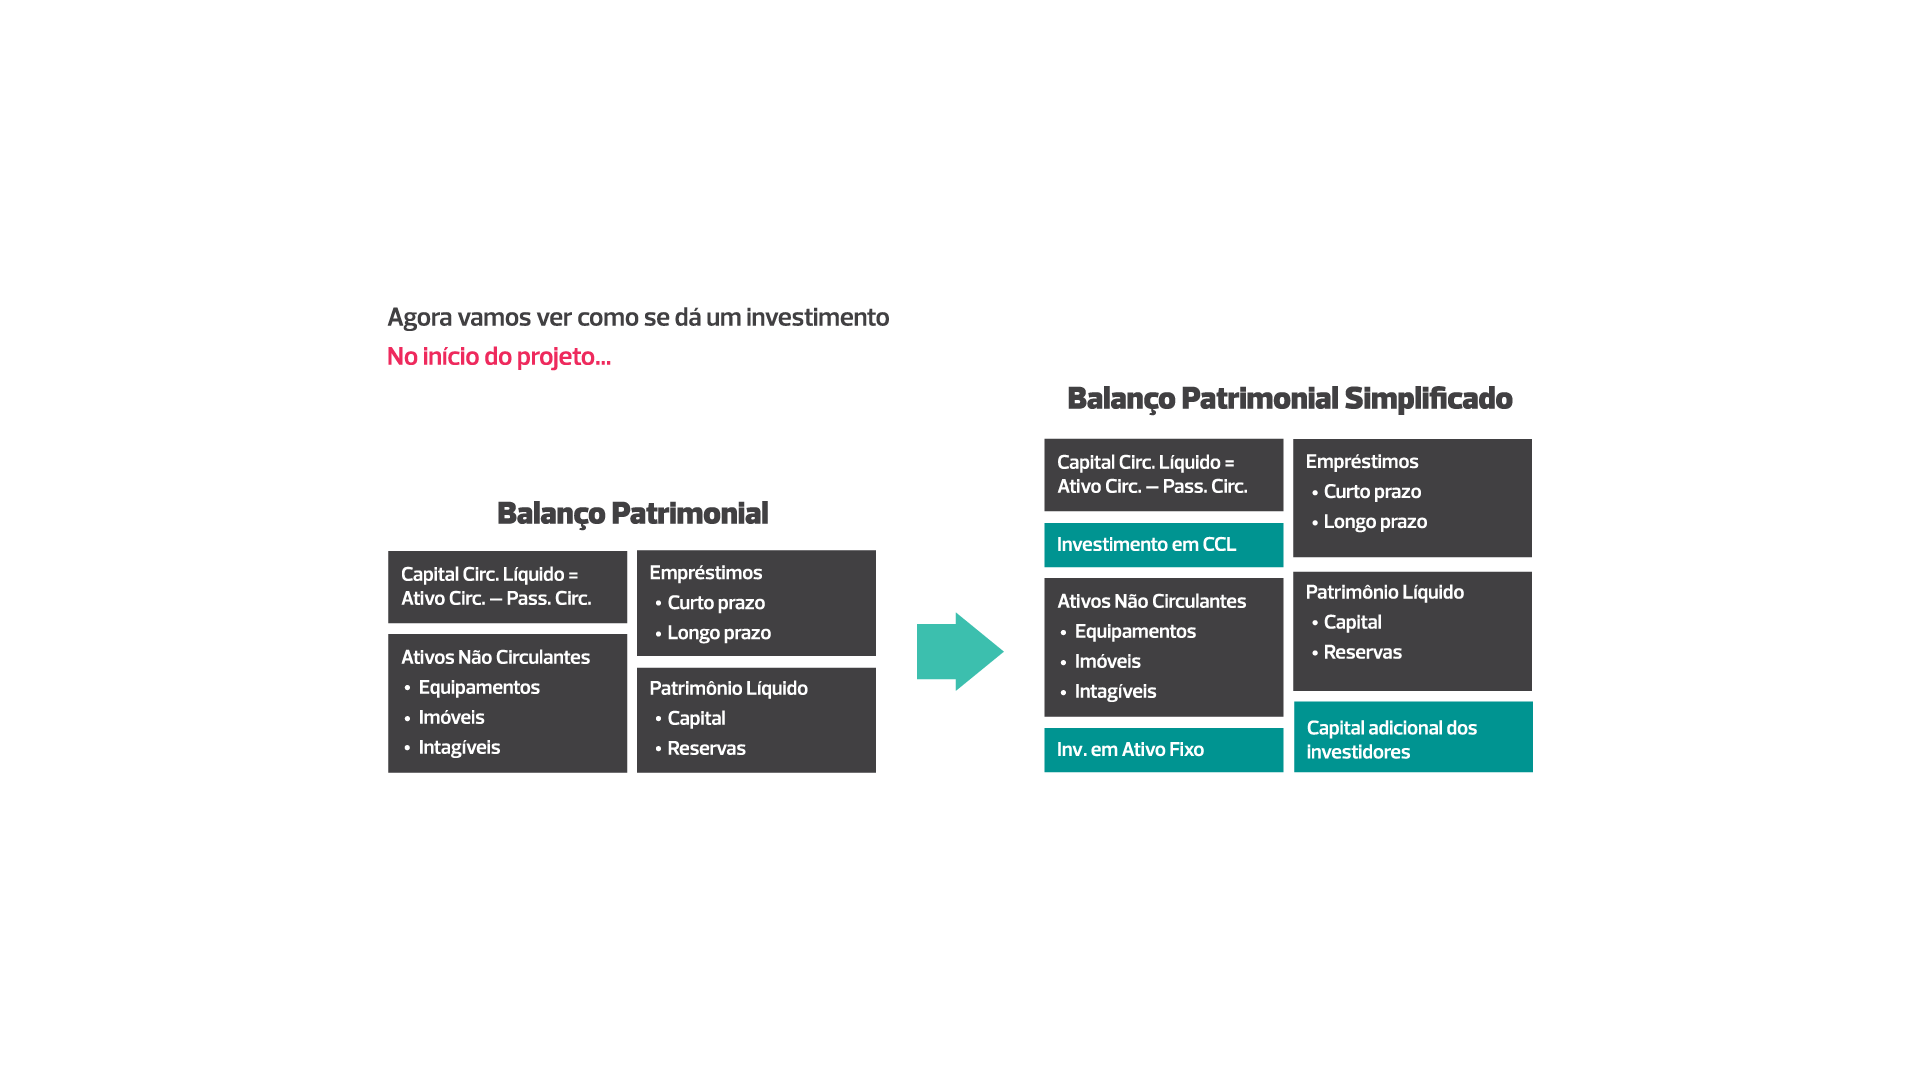 Agora vamos ver como se dá um investimento
No início do projeto...
Balanço Patrimonial
Capital Circ. Líquido =
Ativo Circ. – Pass. Circ.
Ativos Não Circulantes
• Equipamentos
• Imóveis
• Intagíveis
Empréstimos
• Curto prazo
• Longo prazo
Patrimônio Líquido
• Capital
• Reservas
Balanço Patrimonial Simplificado
Capital Circ. Líquido =
Ativo Circ. – Pass. Circ.
Investimento em CCL
Ativos Não Circulantes
• Equipamentos
• Imóveis
• Intagíveis
Inv. em Ativo Fixo
Empréstimos
• Curto prazo
• Longo prazo
Patrimônio Líquido
• Capital
• Reservas
Capital adicional dos
investidores